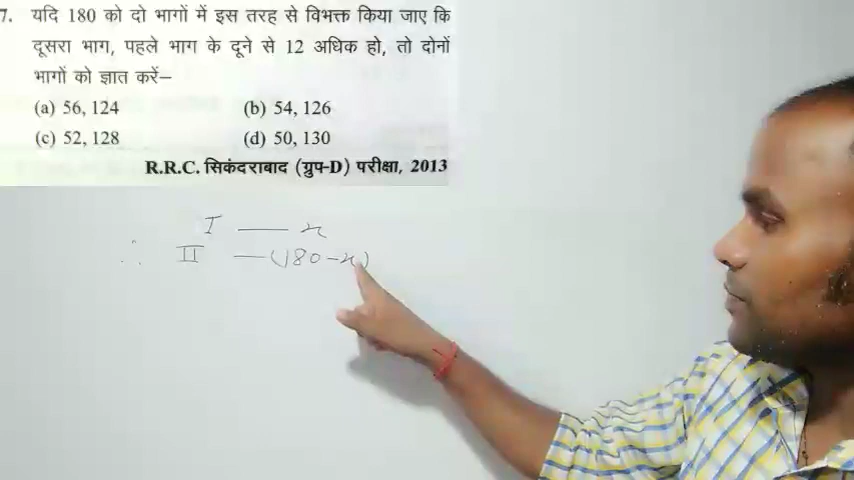 7. यदि 180 को दो भागों में इस तरह से विभक्त किया जाए कि
दूसरा भाग, पहले भाग के दूने से 12 अधिक हो, तो दोनों
भागों को ज्ञात करें–
(a) 56, 124 (b) 54, 126
(c) 52, 128 (d) 50, 130
R.R.C. सिकंदराबाद (ग्रुप-D) परीक्षा, 2013
I — x
∴ II — (180-x)